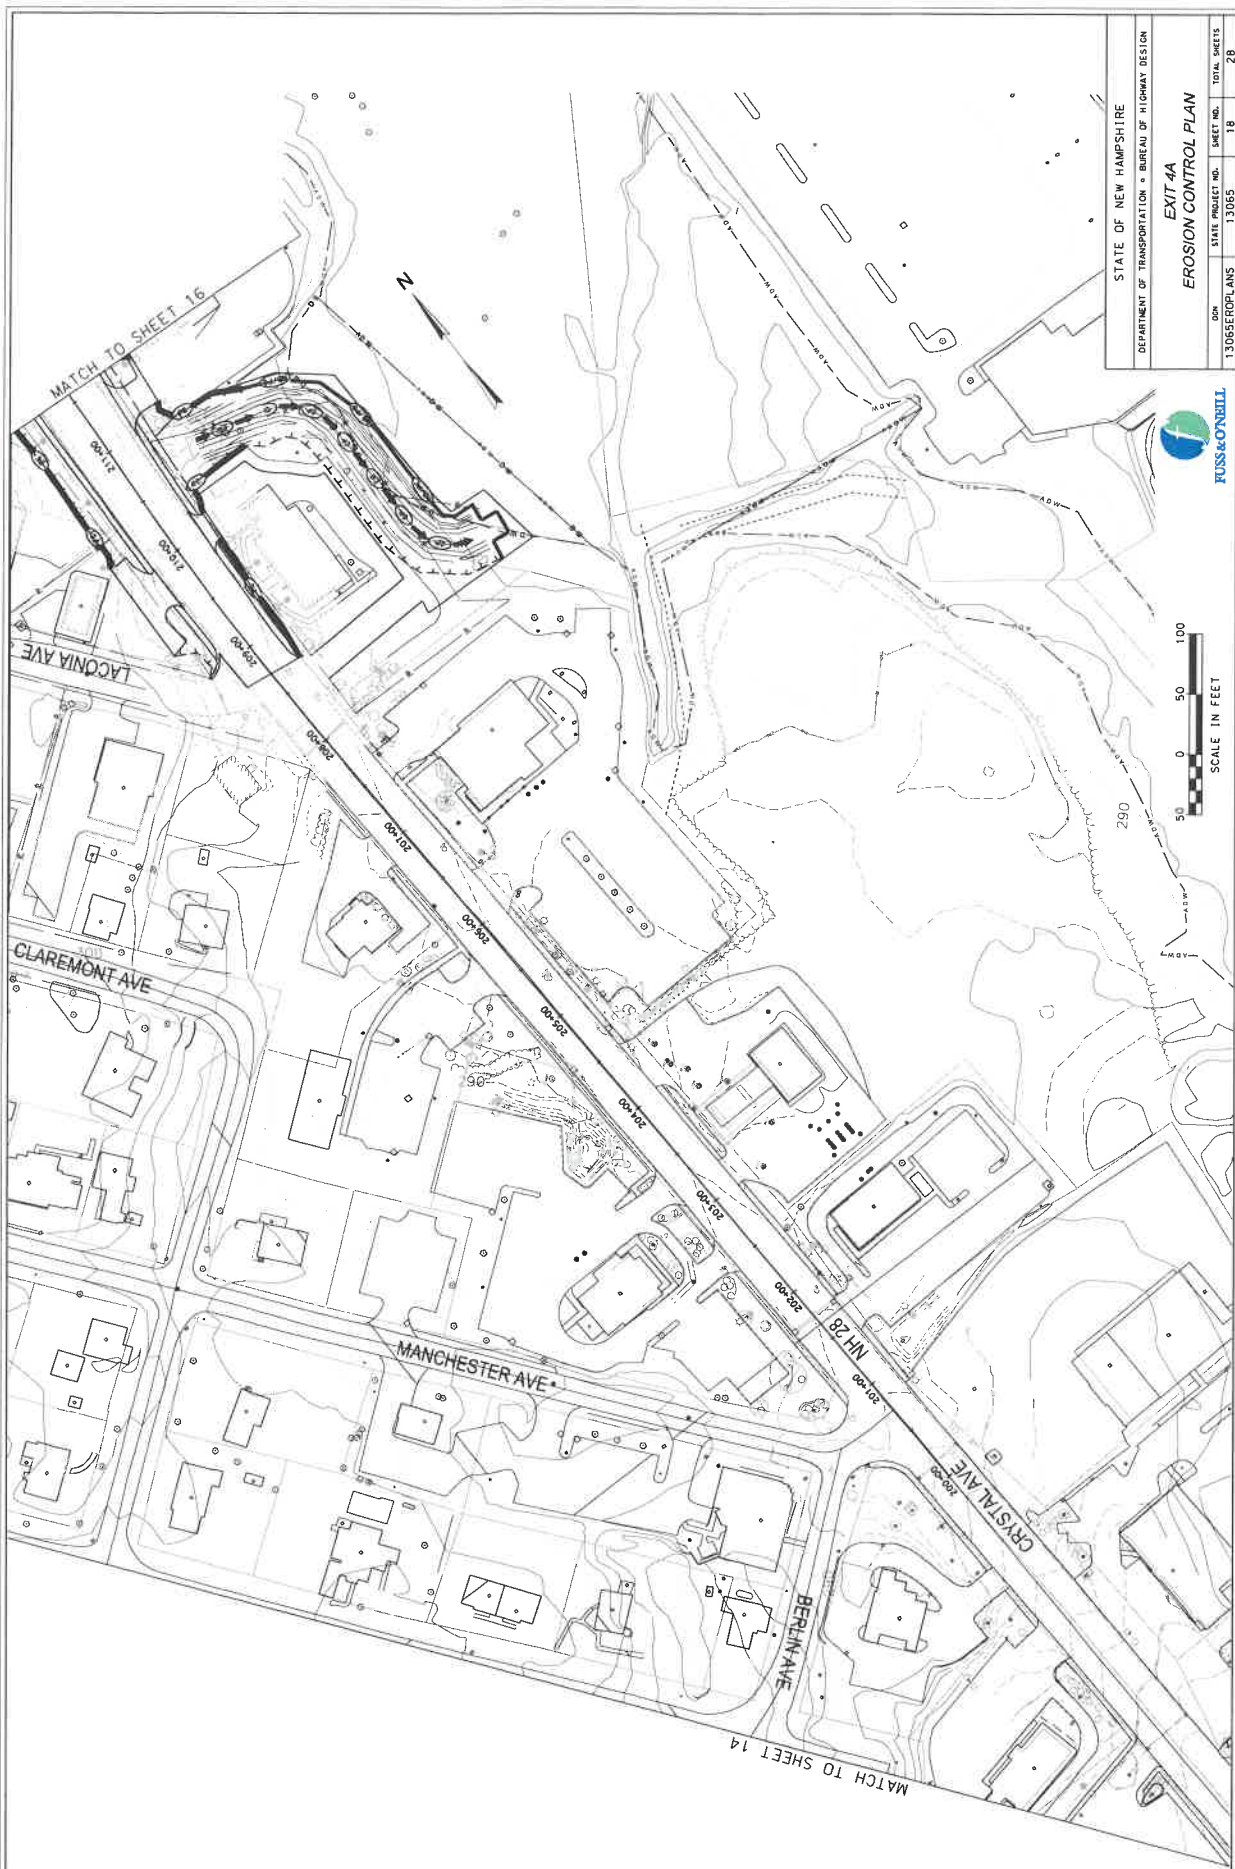 MATCH TO SHEET 16
N
211+00
210+00
209+00
208+00
207+00
206+00
205+00
204+00
203+00
202+00
201+00
200+00
LACONIA AVE
CLAREMONT AVE
MANCHESTER AVE
BERLIN AVE
NH 28
CRYSTAL AVE
290
MATCH TO SHEET 14
50 0 50 100
SCALE IN FEET
FUSS & O'NEILL
STATE OF NEW HAMPSHIRE
DEPARTMENT OF TRANSPORTATION BUREAU OF HIGHWAY DESIGN
EXIT 4A
EROSION CONTROL PLAN
DGN STATE PROJECT NO. SHEET NO. TOTAL SHEETS
13065EROPLANS 13065 18 28